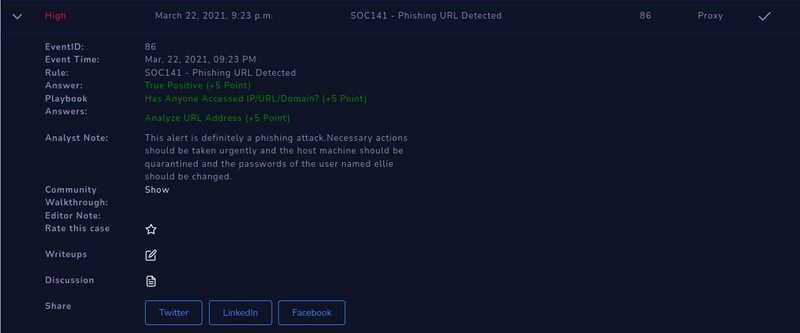 High March 22, 2021, 9:23 p.m. SOC141 - Phishing URL Detected 86 Proxy
EventID: 86
Event Time: Mar, 22, 2021, 09:23 PM
Rule: SOC141 - Phishing URL Detected
Answer: True Positive (+5 Point)
Playbook Has Anyone Accessed IP/URL/Domain? (+5 Point)
Answers:
Analyze URL Address (+5 Point)
Analyst Note: This alert is definitely a phishing attack.Necessary actions
should be taken urgently and the host machine should be
quarantined and the passwords of the user named ellie
should be changed.
Community Show
Walkthrough:
Editor Note:
Rate this case
Writeups
Discussion
Share Twitter LinkedIn Facebook